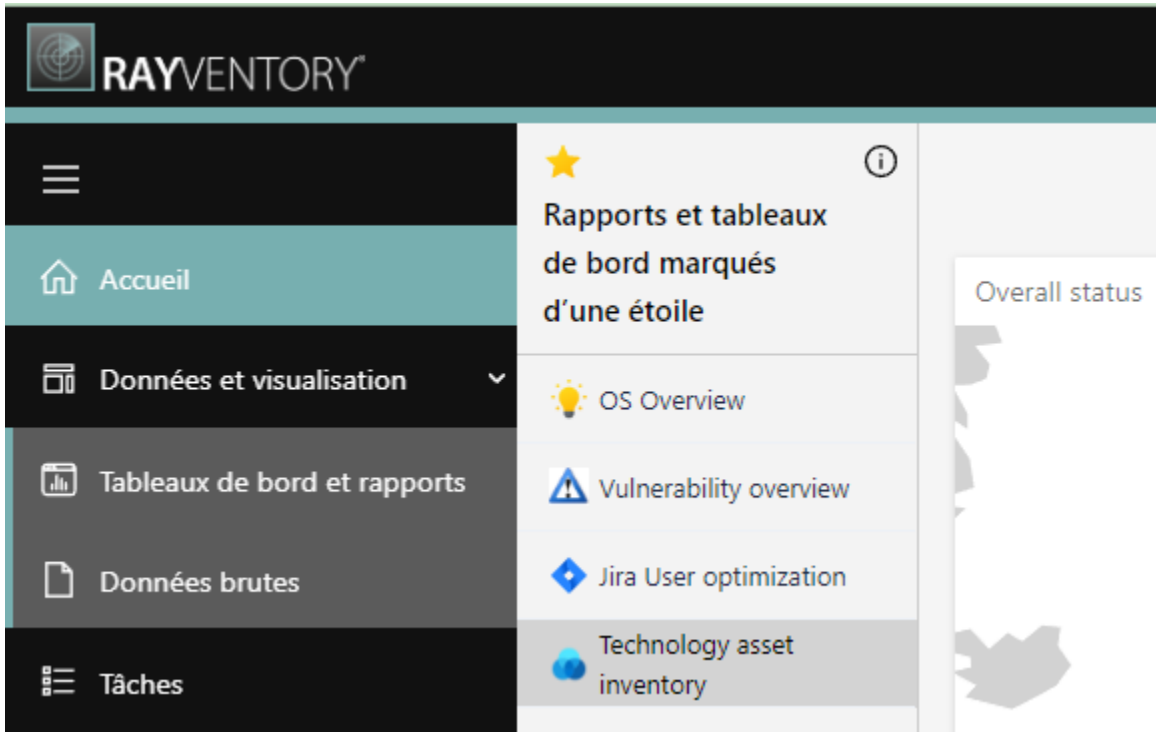 RAYVENTORY®
Accueil
Données et visualisation
Tableaux de bord et rapports
Données brutes
Tâches
Rapports et tableaux
de bord marqués
d’une étoile
OS Overview
Vulnerability overview
Jira User optimization
Technology asset
inventory
Overall status